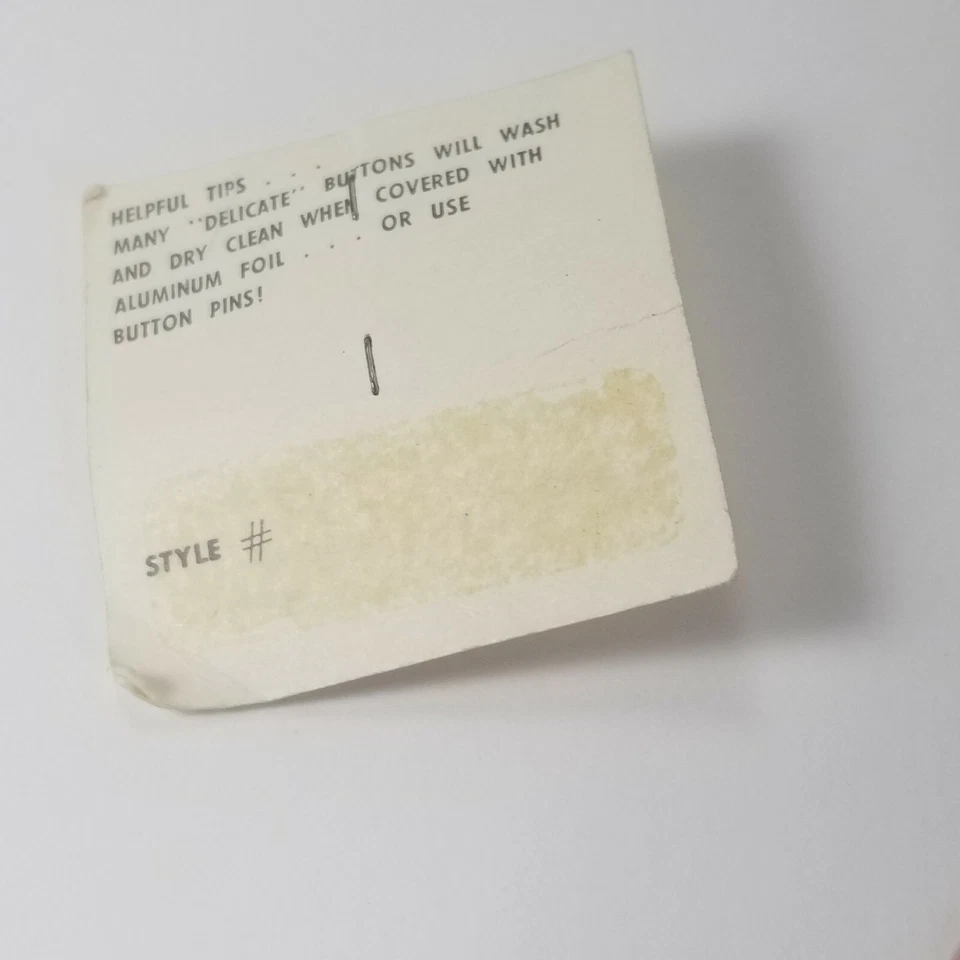 HELPFUL TIPS . . .
MANY "DELICATE" BUTTONS WILL WASH
AND DRY CLEAN WHEN COVERED WITH
ALUMINUM FOIL . . . OR USE
BUTTON PINS!
STYLE #